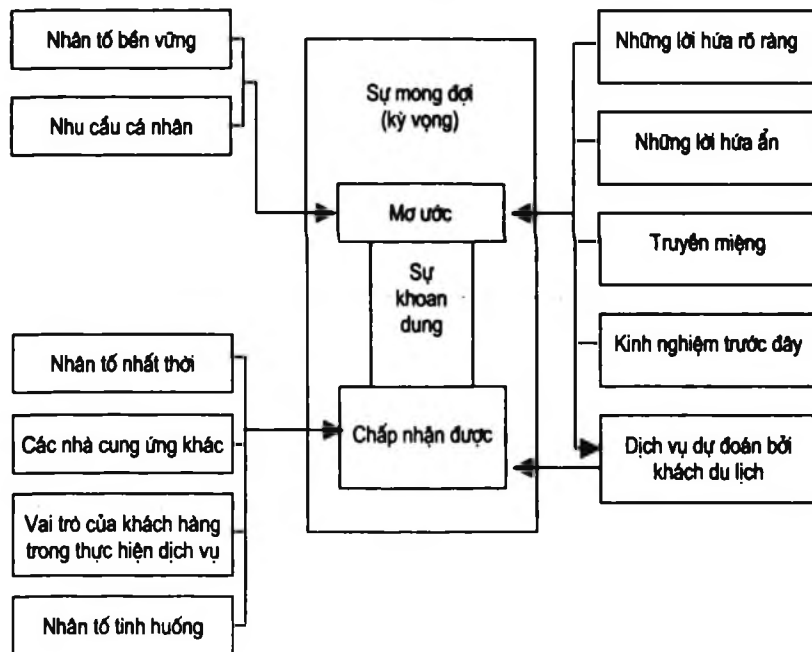 Nhân tố bền vững
Nhu cầu cá nhân
Nhân tố nhất thời
Các nhà cung ứng khác
Vai trò của khách hàng
trong thực hiện dịch vụ
Nhân tố tình huống
Sự mong đợi
(kỳ vọng)
Mơ ước
Sự
khoan
dung
Chấp nhận được
Những lời hứa rõ ràng
Những lời hứa ẩn
Truyền miệng
Kinh nghiệm trước đây
Dịch vụ dự đoán bởi
khách du lịch